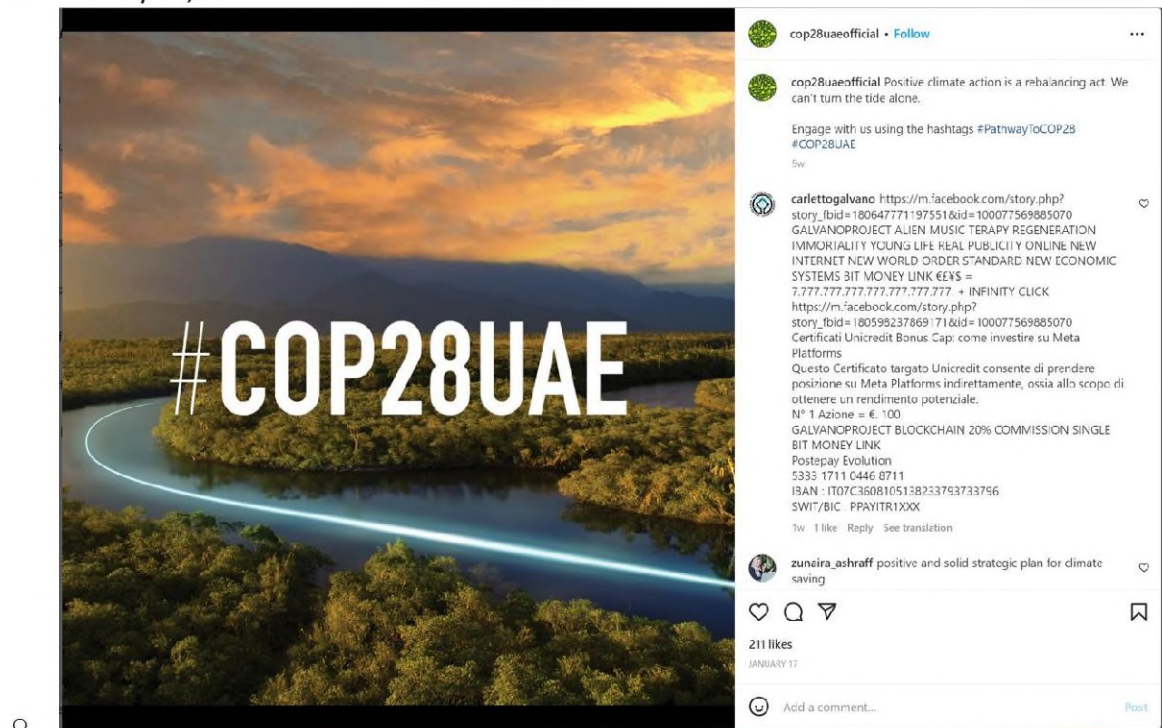 #COP28UAE
cop28uaeofficial • Follow
cop28uaeofficial Positive climate action is a rebalancing act. We
can't turn the tide alone.
Engage with us using the hashtags #PathwayToCOP28
#COP28UAE
5w
carlettogalvano https://m.facebook.com/story.php?
story_fbid=180647771197551&id=100077569885070
GALVANOPROJECT ALIEN MUSIC TERAPY REGENERATION
IMMORTALITY YOUNG LIFE REAL PUBLICITY ONLINE NEW
INTERNET NEW WORLD ORDER STANDARD NEW ECONOMIC
SYSTEMS BIT MONEY LINK €£¥$ =
7.777.777.777.777.777.777.777. + INFINITY CLICK
https://m.facebook.com/story.php?
story_fbid=180598237869171&id=100077569885070
Certificati Unicredit Bonus Cap: come investire su Meta
Platforms
Questo Certificato targato Unicredit consente di prendere
posizione su Meta Platforms indirettamente, ossia allo scopo di
ottenere un rendimento potenziale.
N° 1 Azione = €. 100
GALVANOPROJECT BLOCKCHAIN 20% COMMISSION SINGLE
BIT MONEY LINK
Postepay Evolution
5333 1711 0446 8711
IBAN : IT07C3608105138233793733796
SWIT/BIC : PPAYITR1XXX
1w 1 like Reply See translation
zunaira_ashraff positive and solid strategic plan for climate
saving
211 likes
JANUARY 17
Add a comment...
Post